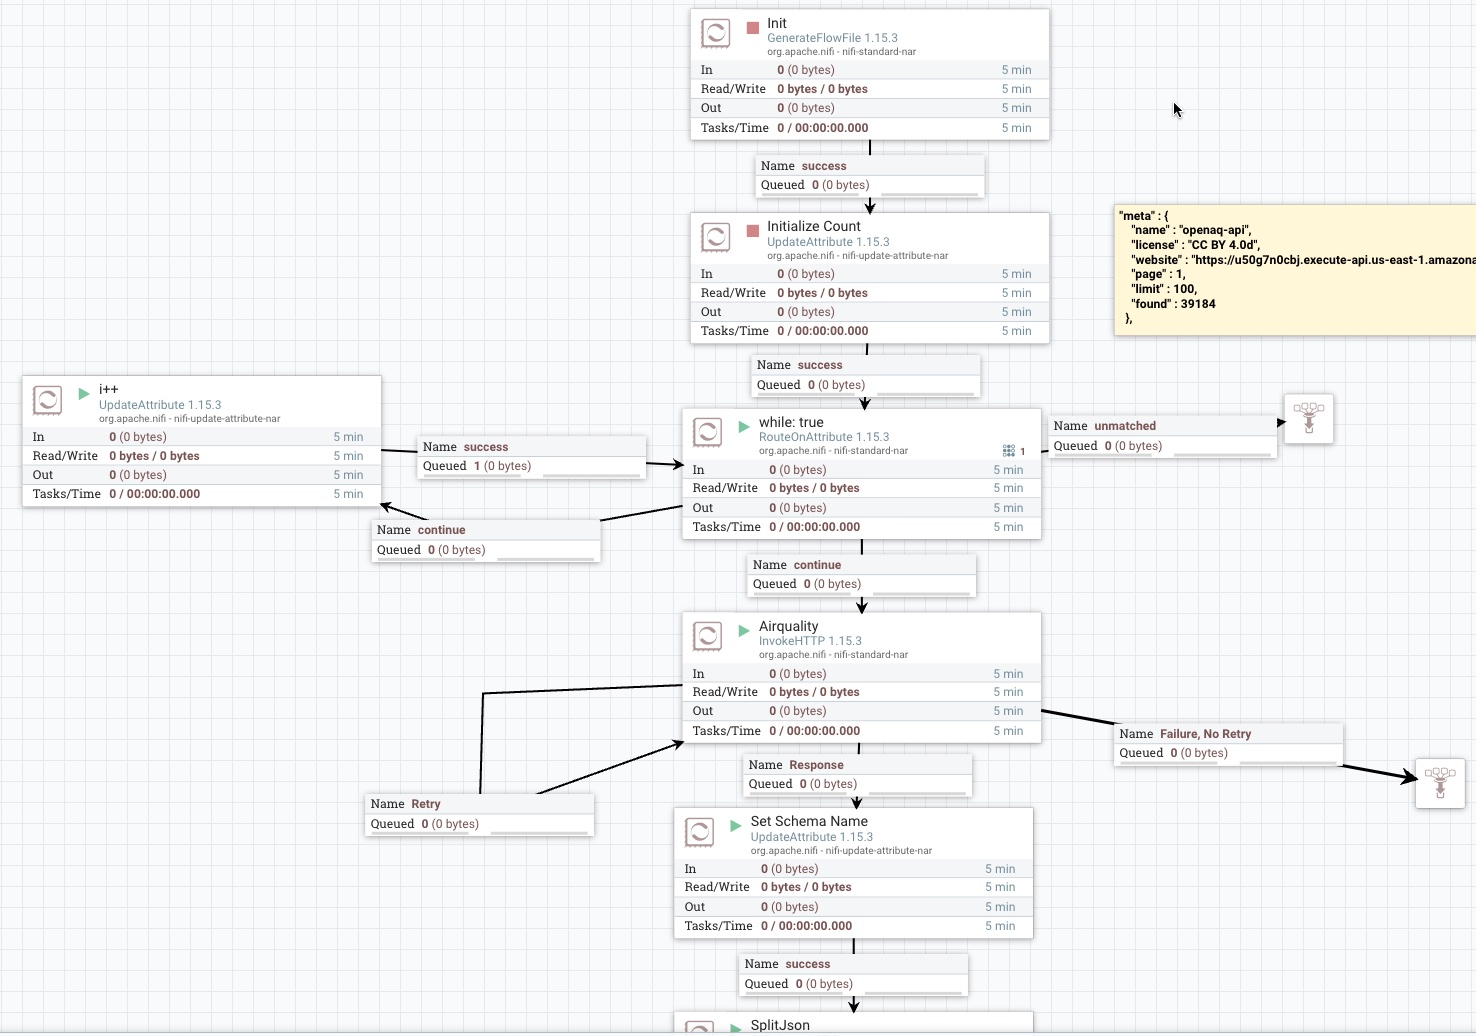 Init
GenerateFlowFile 1.15.3
org.apache.nifi - nifi-standard-nar
In 0 (0 bytes) 5 min
Read/Write 0 bytes / 0 bytes 5 min
Out 0 (0 bytes) 5 min
Tasks/Time 0 / 00:00:00.000 5 min
Name success
Queued 0 (0 bytes)
Initialize Count
UpdateAttribute 1.15.3
org.apache.nifi - nifi-update-attribute-nar
In 0 (0 bytes) 5 min
Read/Write 0 bytes / 0 bytes 5 min
Out 0 (0 bytes) 5 min
Tasks/Time 0 / 00:00:00.000 5 min
"meta" : {
"name" : "openaq-api",
"license" : "CC BY 4.0d",
"website" : "https://u50g7n0cbj.execute-api.us-east-1.amazona
"page" : 1,
"limit" : 100,
"found" : 39184
},
Name success
Queued 0 (0 bytes)
i++
UpdateAttribute 1.15.3
org.apache.nifi - nifi-update-attribute-nar
In 0 (0 bytes) 5 min
Read/Write 0 bytes / 0 bytes 5 min
Out 0 (0 bytes) 5 min
Tasks/Time 0 / 00:00:00.000 5 min
Name success
Queued 1 (0 bytes)
while: true
RouteOnAttribute 1.15.3
org.apache.nifi - nifi-standard-nar
1
In 0 (0 bytes) 5 min
Read/Write 0 bytes / 0 bytes 5 min
Out 0 (0 bytes) 5 min
Tasks/Time 0 / 00:00:00.000 5 min
Name unmatched
Queued 0 (0 bytes)
Name continue
Queued 0 (0 bytes)
Name continue
Queued 0 (0 bytes)
Airquality
InvokeHTTP 1.15.3
org.apache.nifi - nifi-standard-nar
In 0 (0 bytes) 5 min
Read/Write 0 bytes / 0 bytes 5 min
Out 0 (0 bytes) 5 min
Tasks/Time 0 / 00:00:00.000 5 min
Name Failure, No Retry
Queued 0 (0 bytes)
Name Response
Queued 0 (0 bytes)
Name Retry
Queued 0 (0 bytes)
Set Schema Name
UpdateAttribute 1.15.3
org.apache.nifi - nifi-update-attribute-nar
In 0 (0 bytes) 5 min
Read/Write 0 bytes / 0 bytes 5 min
Out 0 (0 bytes) 5 min
Tasks/Time 0 / 00:00:00.000 5 min
Name success
Queued 0 (0 bytes)
SplitJson